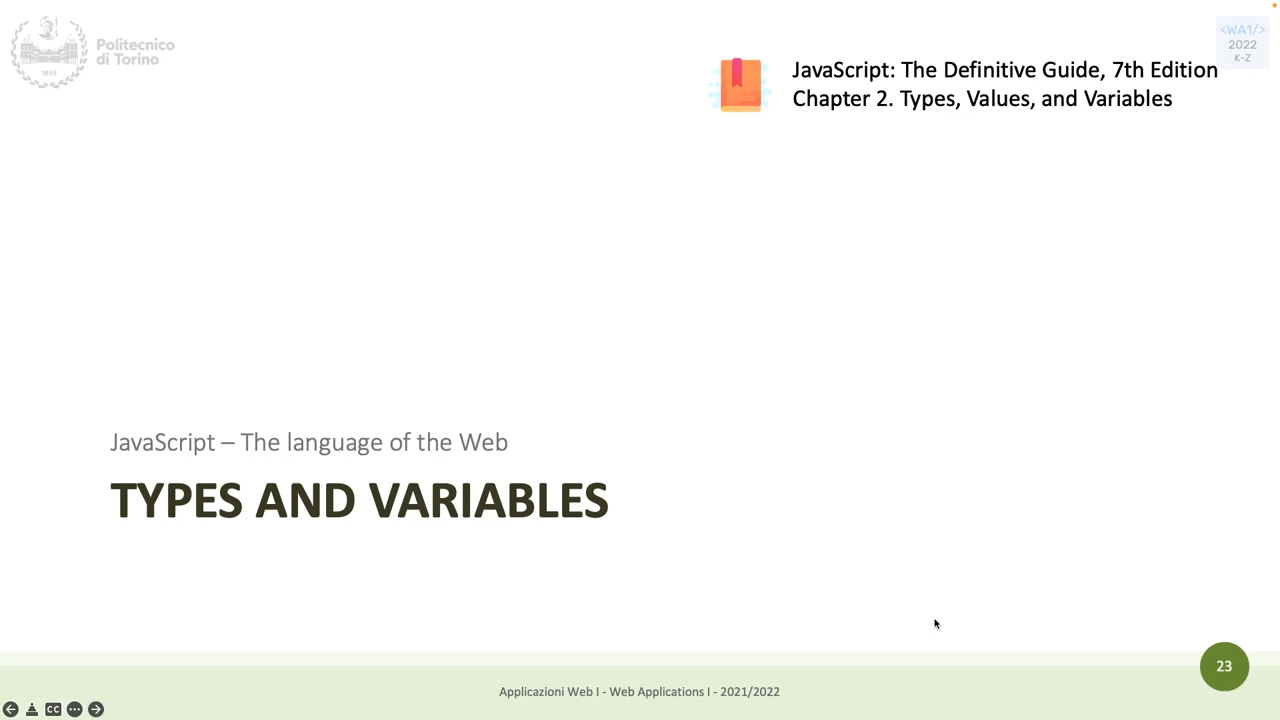 Politecnico
di Torino
1859
<WA1/>
2022
K-Z
JavaScript: The Definitive Guide, 7th Edition
Chapter 2. Types, Values, and Variables
JavaScript – The language of the Web
TYPES AND VARIABLES
23
Applicazioni Web I - Web Applications I - 2021/2022
CC